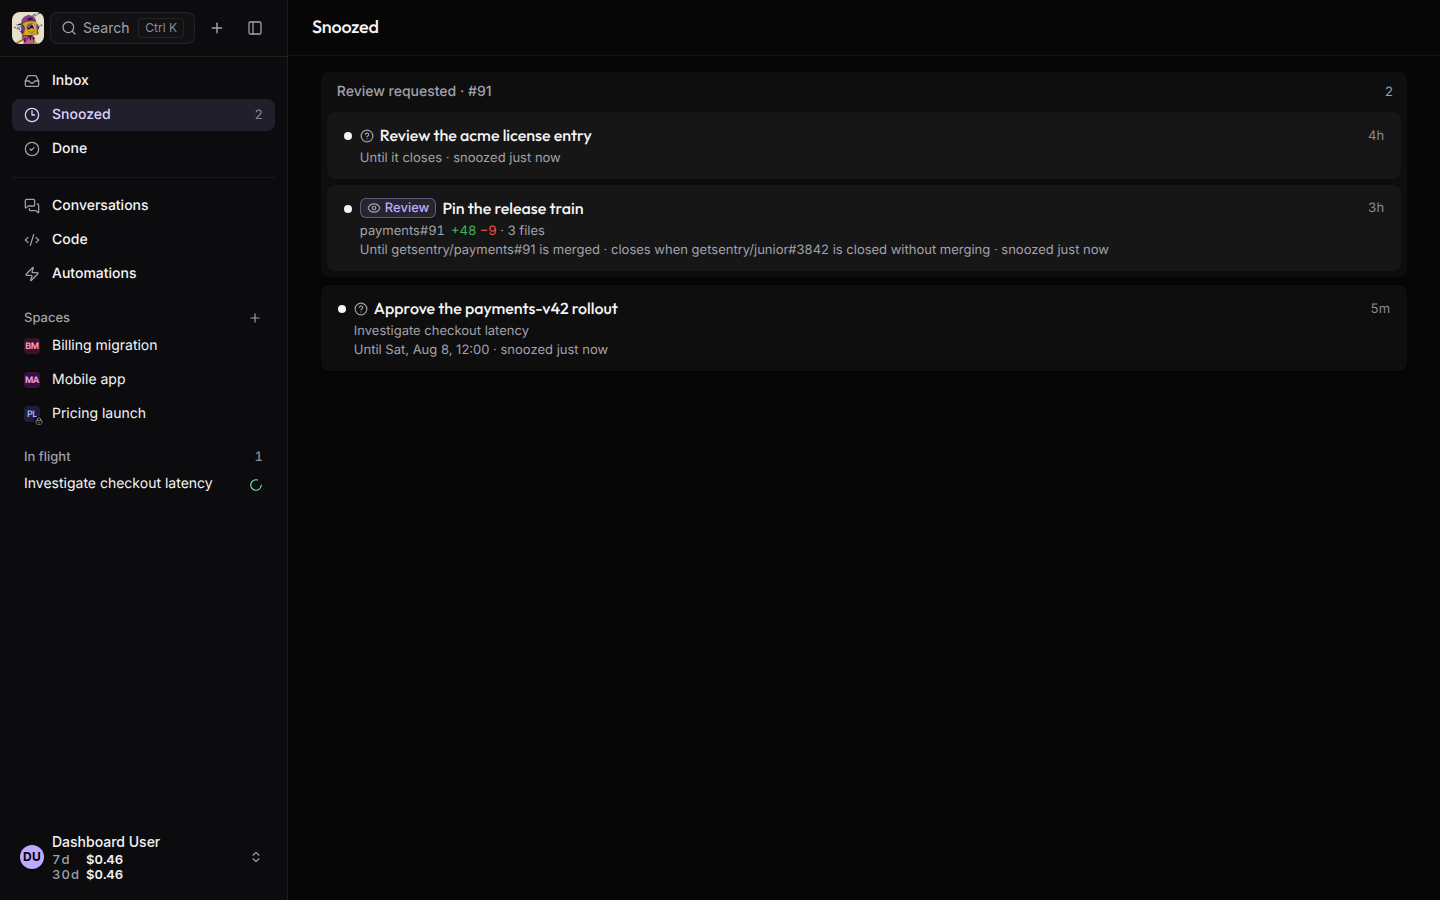 Search Ctrl K
Inbox
Snoozed 2
Done
Conversations
Code
Automations
Spaces
BM Billing migration
MA Mobile app
PL Pricing launch
In flight 1
Investigate checkout latency
DU Dashboard User
7d $0.46
30d $0.46
Snoozed
Review requested · #91 2
Review the acme license entry 4h
Until it closes · snoozed just now
Review Pin the release train 3h
payments#91 +48 −9 · 3 files
Until getsentry/payments#91 is merged · closes when getsentry/junior#3842 is closed without merging · snoozed just now
Approve the payments-v42 rollout 5m
Investigate checkout latency
Until Sat, Aug 8, 12:00 · snoozed just now